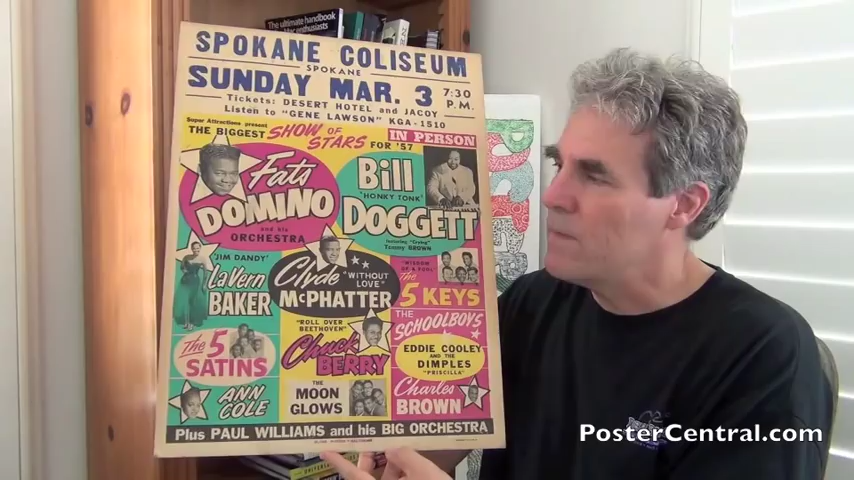 The ultimate handbook
SPOKANE COLISEUM
SPOKANE
SUNDAY MAR. 3 7:30 P.M.
Tickets: DESERT HOTEL and JACOY
Listen to "GENE LAWSON" KGA-1510
Super Attractions present
THE BIGGEST SHOW OF STARS FOR '57
IN PERSON
Fats
DOMINO
and his
ORCHESTRA
Bill
"HONKY TONK"
DOGGETT
featuring "Crying"
Tommy BROWN
"JIM DANDY"
LaVern
BAKER
Clyde "WITHOUT LOVE"
McPHATTER
"WISDOM OF A FOOL"
The
5 KEYS
The 5
SATINS
"ROLL OVER BEETHOVEN"
Chuck
BERRY
THE
SCHOOLBOYS
EDDIE COOLEY
AND THE
DIMPLES
"PRISCILLA"
ANN
COLE
THE
MOON
GLOWS
Charles
BROWN
PLUS PAUL WILLIAMS and his BIG ORCHESTRA
PosterCentral.com